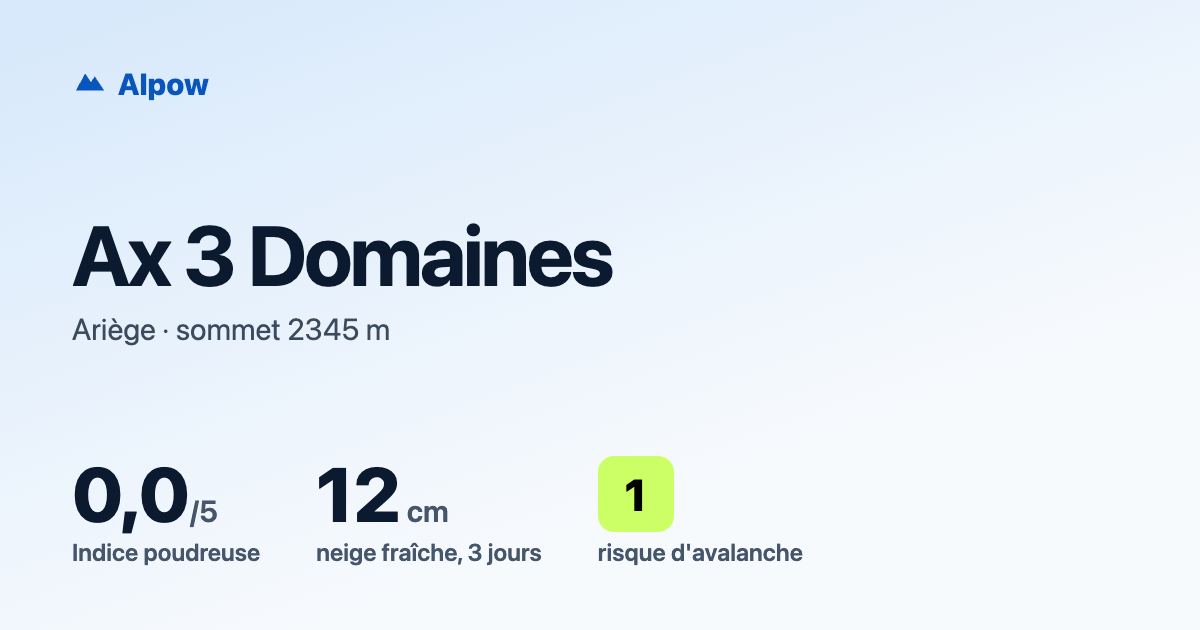 Alpow
Ax 3 Domaines
Ariège · sommet 2345 m
0,0/5
Indice poudreuse
12 cm
neige fraîche, 3 jours
1
risque d'avalanche